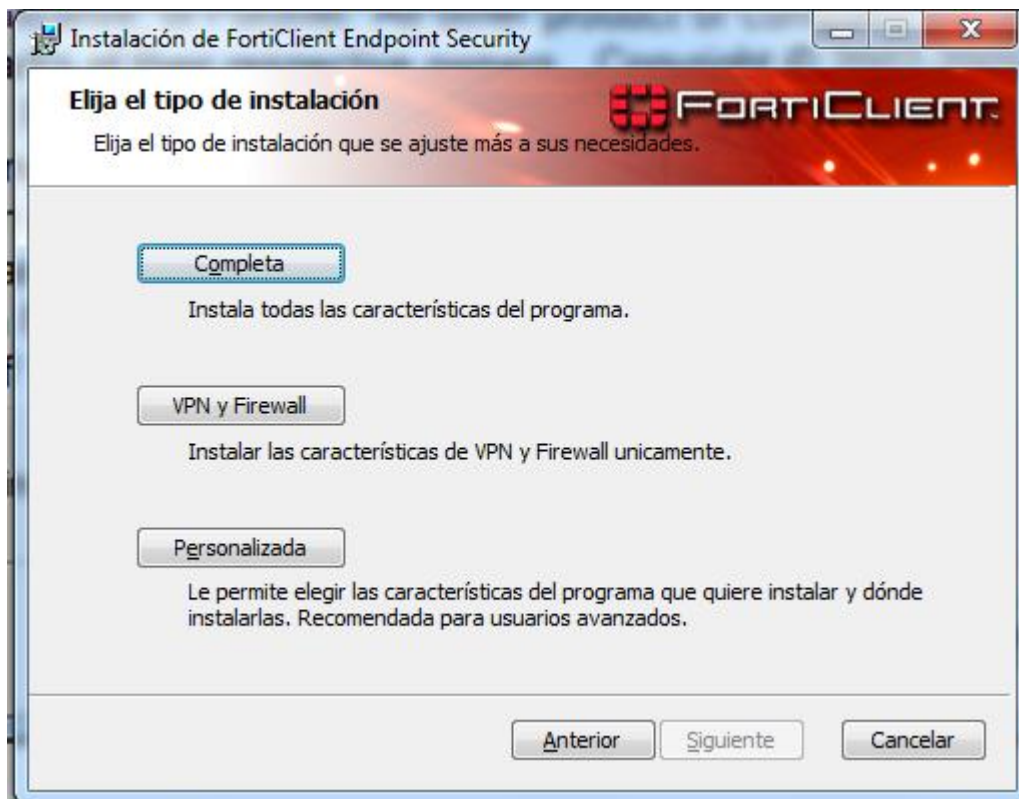 Instalación de FortiClient Endpoint Security
Elija el tipo de instalación
FORTICLIENT
Elija el tipo de instalación que se ajuste más a sus necesidades.
Completa
Instala todas las características del programa.
VPN y Firewall
Instalar las características de VPN y Firewall unicamente.
Personalizada
Le permite elegir las características del programa que quiere instalar y dónde
instalarlas. Recomendada para usuarios avanzados.
Anterior
Siguiente
Cancelar